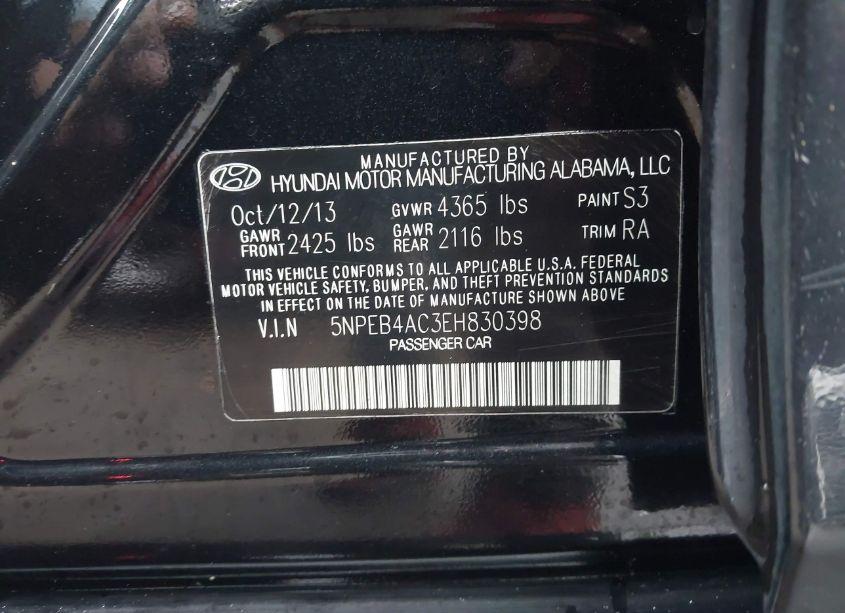 MANUFACTURED BY
HYUNDAI MOTOR MANUFACTURING ALABAMA, LLC
Oct/12/13 GVWR 4365 lbs PAINT S3
GAWR FRONT 2425 lbs GAWR REAR 2116 lbs TRIM RA
THIS VEHICLE CONFORMS TO ALL APPLICABLE U.S.A. FEDERAL
MOTOR VEHICLE SAFETY, BUMPER, AND THEFT PREVENTION STANDARDS
IN EFFECT ON THE DATE OF MANUFACTURE SHOWN ABOVE
V.I.N 5NPEB4AC3EH830398
PASSENGER CAR